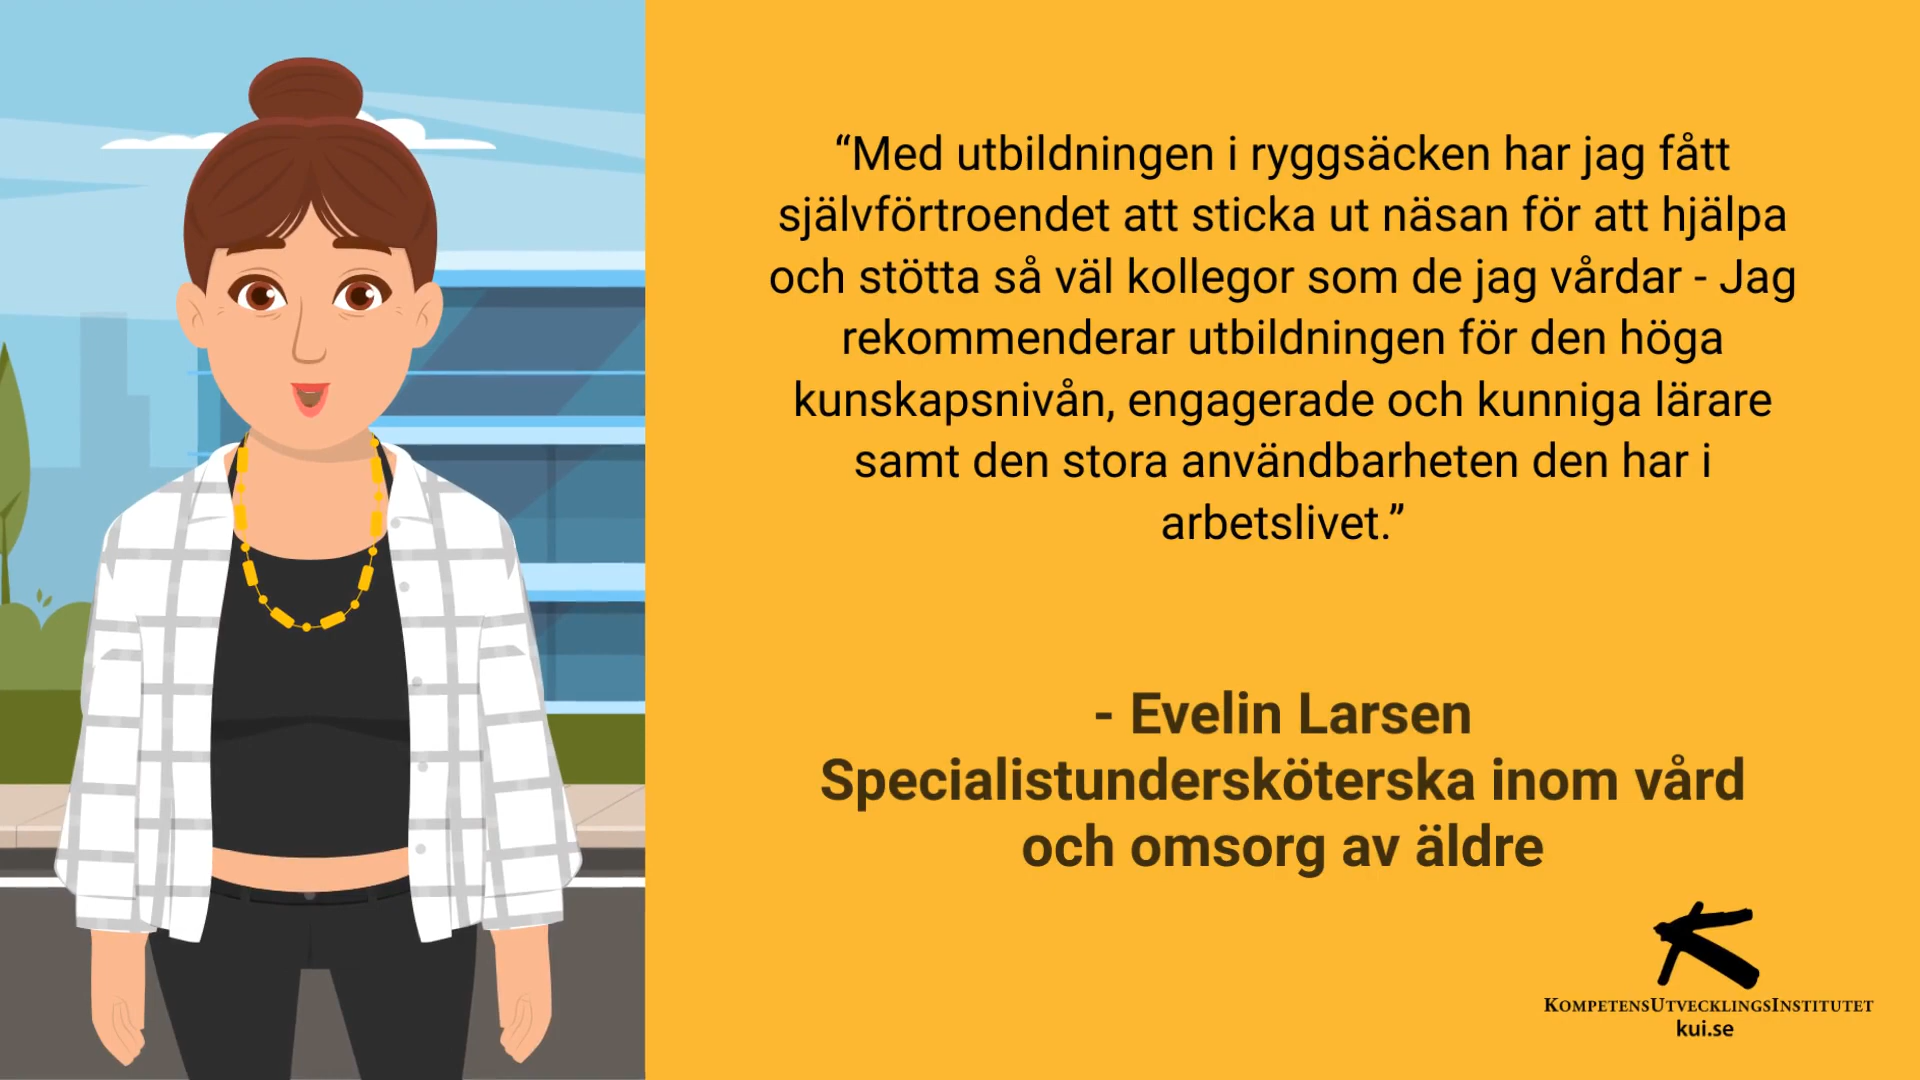 “Med utbildningen i ryggsäcken har jag fått
självförtroendet att sticka ut näsan för att hjälpa
och stötta så väl kollegor som de jag vårdar - Jag
rekommenderar utbildningen för den höga
kunskapsnivån, engagerade och kunniga lärare
samt den stora användbarheten den har i
arbetslivet.”
- Evelin Larsen
Specialistundersköterska inom vård
och omsorg av äldre
KOMPETENSUTVECKLINGSINSTITUTET
kui.se